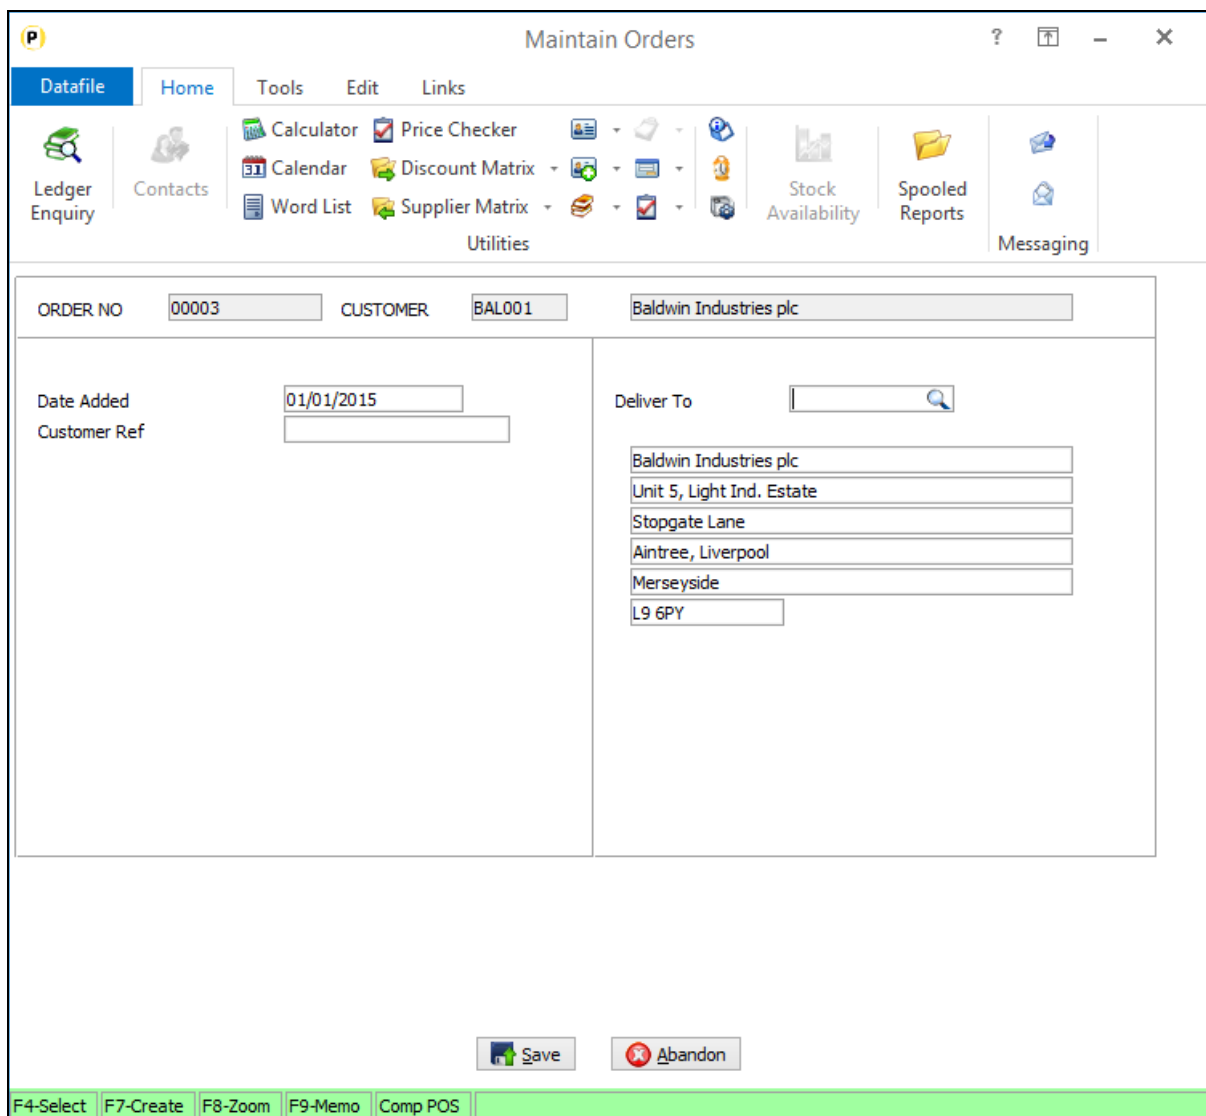 P Maintain Orders ?
Datafile Home Tools Edit Links
Calculator Price Checker
Calendar Discount Matrix
Word List Supplier Matrix
Ledger
Enquiry
Contacts
Stock
Availability
Spooled
Reports
Utilities Messaging
ORDER NO 00003 CUSTOMER BAL001 Baldwin Industries plc
Date Added 01/01/2015 Deliver To
Customer Ref
Baldwin Industries plc
Unit 5, Light Ind. Estate
Stopgate Lane
Aintree, Liverpool
Merseyside
L9 6PY
Save Abandon
F4-Select F7-Create F8-Zoom F9-Memo Comp POS